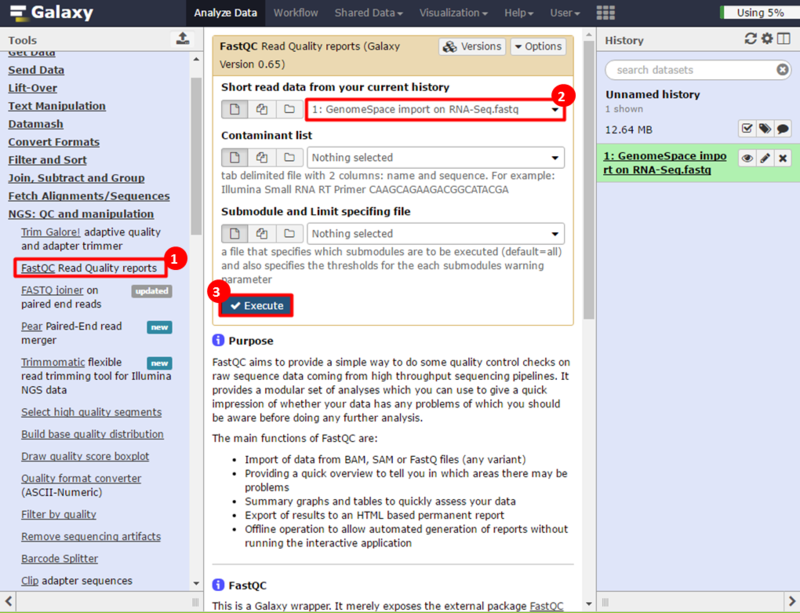 Galaxy
Analyze Data Workflow Shared Data Visualization Help User Using 5%
Tools
Get Data
Send Data
Lift-Over
Text Manipulation
Datamash
Convert Formats
Filter and Sort
Join, Subtract and Group
Fetch Alignments/Sequences
NGS: QC and manipulation
Trim Galore! adaptive quality
and adapter trimmer
1
FastQC Read Quality reports
FASTQ joiner on updated
paired end reads
Pear Paired-End read new
merger
Trimmomatic flexible new
read trimming tool for Illumina
NGS data
Select high quality segments
Build base quality distribution
Draw quality score boxplot
Quality format converter
(ASCII-Numeric)
Filter by quality
Remove sequencing artifacts
Barcode Splitter
Clip adapter sequences
FastQC Read Quality reports (Galaxy
Version 0.65)
Versions Options
Short read data from your current history
2
1: GenomeSpace import on RNA-Seq.fastq
Contaminant list
Nothing selected
tab delimited file with 2 columns: name and sequence. For example:
Illumina Small RNA RT Primer CAAGCAGAAGACGGCATACGA
Submodule and Limit specifing file
Nothing selected
a file that specifies which submodules are to be executed (default=all)
and also specifies the thresholds for the each submodules warning
parameter
3
Execute
Purpose
FastQC aims to provide a simple way to do some quality control checks on
raw sequence data coming from high throughput sequencing pipelines. It
provides a modular set of analyses which you can use to give a quick
impression of whether your data has any problems of which you should
be aware before doing any further analysis.
The main functions of FastQC are:
• Import of data from BAM, SAM or FastQ files (any variant)
• Providing a quick overview to tell you in which areas there may be
problems
• Summary graphs and tables to quickly assess your data
• Export of results to an HTML based permanent report
• Offline operation to allow automated generation of reports without
running the interactive application
FastQC
This is a Galaxy wrapper. It merely exposes the external package FastQC
History
search datasets
Unnamed history
1 shown
12.64 MB
1: GenomeSpace impo
rt on RNA-Seq.fastq